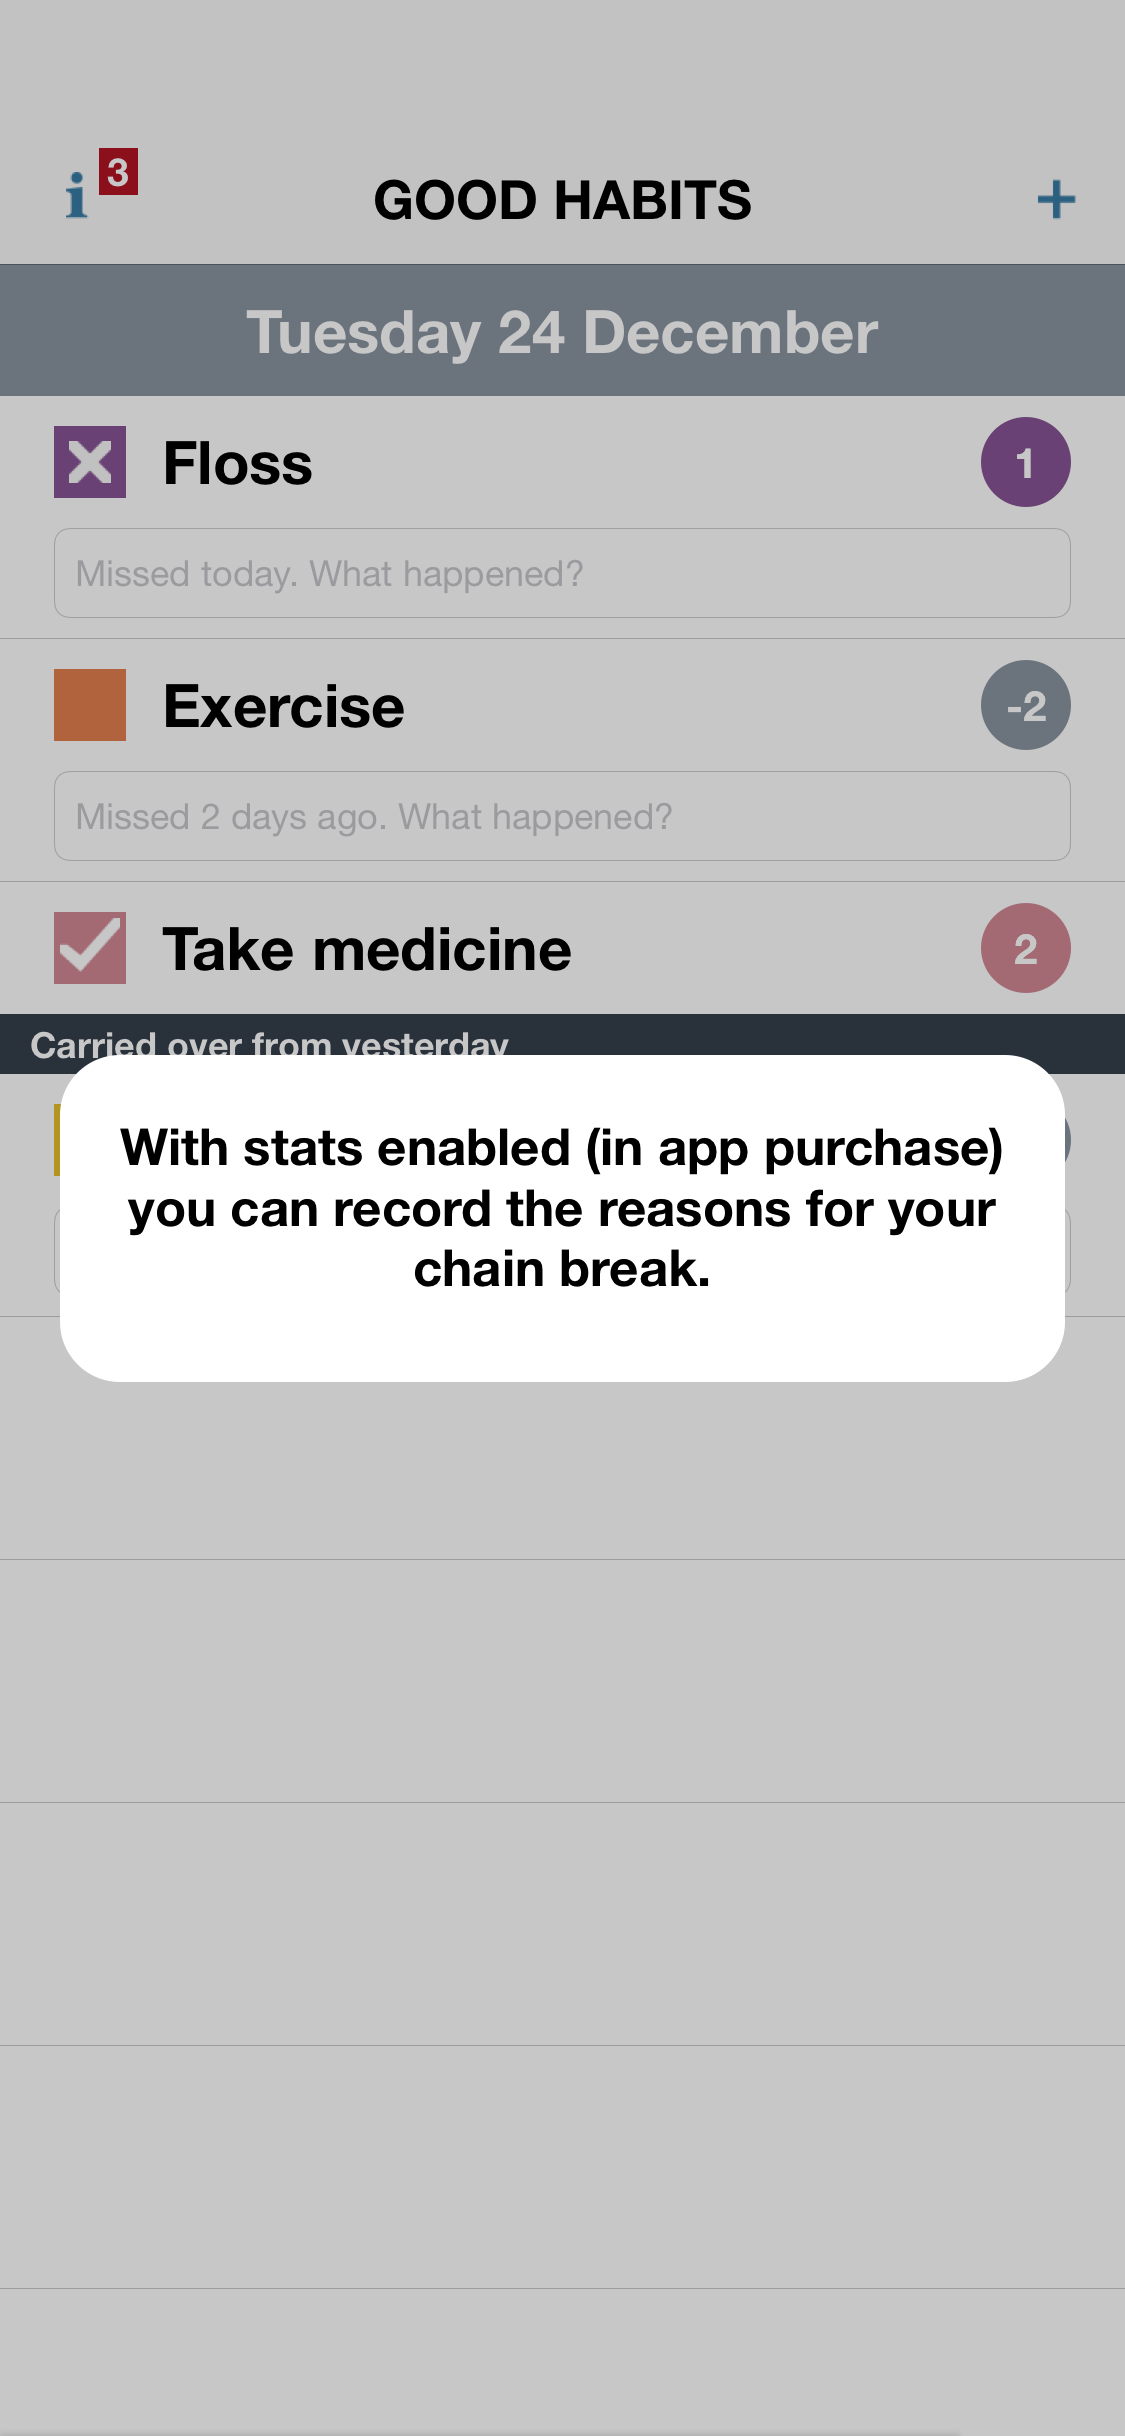 i 3
GOOD HABITS
+
Tuesday 24 December
Floss
1
Missed today. What happened?
Exercise
-2
Missed 2 days ago. What happened?
Take medicine
2
Carried over from yesterday
With stats enabled (in app purchase)
you can record the reasons for your
chain break.